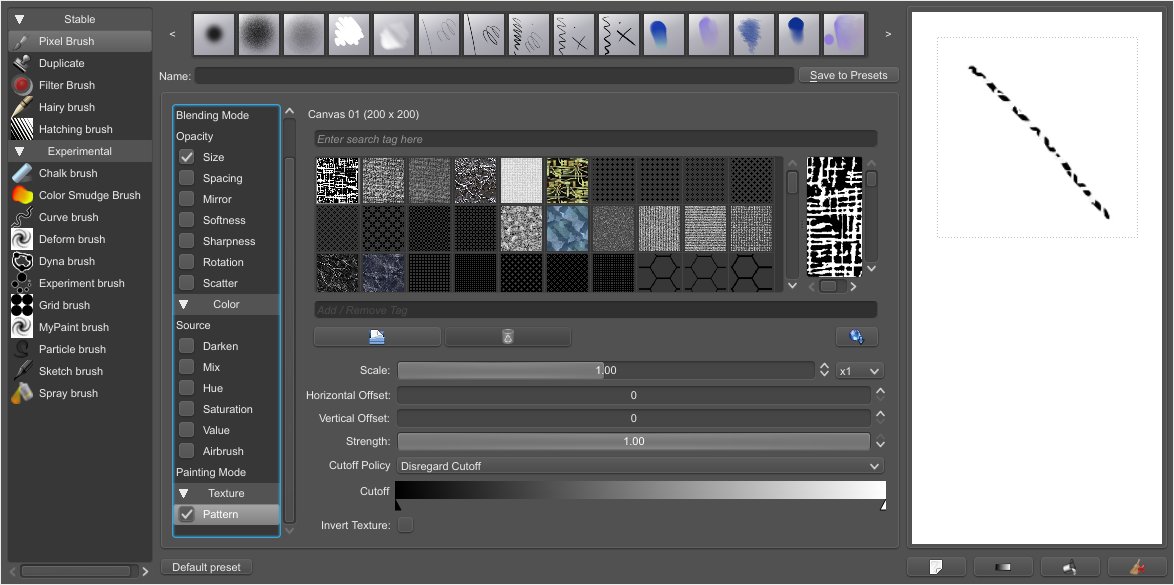 Stable
Pixel Brush
Duplicate
Filter Brush
Hairy brush
Hatching brush
Experimental
Chalk brush
Color Smudge Brush
Curve brush
Deform brush
Dyna brush
Experiment brush
Grid brush
MyPaint brush
Particle brush
Sketch brush
Spray brush
< >
Name: Save to Presets
Blending Mode
Opacity
Size
Spacing
Mirror
Softness
Sharpness
Rotation
Scatter
Color
Source
Darken
Mix
Hue
Saturation
Value
Airbrush
Painting Mode
Texture
Pattern
Canvas 01 (200 x 200)
Enter search tag here
Add / Remove Tag
Scale: 1.00 x1
Horizontal Offset: 0
Vertical Offset: 0
Strength: 1.00
Cutoff Policy Disregard Cutoff
Cutoff
Invert Texture:
Default preset